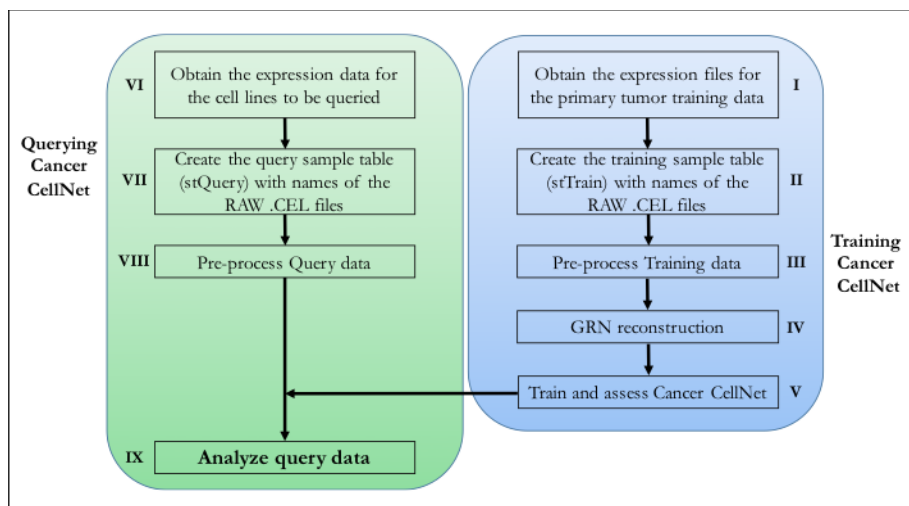 Querying
Cancer
CellNet
VI
Obtain the expression data for
the cell lines to be queried
VII
Create the query sample table
(stQuery) with names of the
RAW .CEL files
VIII
Pre-process Query data
IX
Analyze query data
Obtain the expression files for
the primary tumor training data
I
Create the training sample table
(stTrain) with names of the
RAW .CEL files
II
Pre-process Training data
III
GRN reconstruction
IV
Train and assess Cancer CellNet
V
Training
Cancer
CellNet